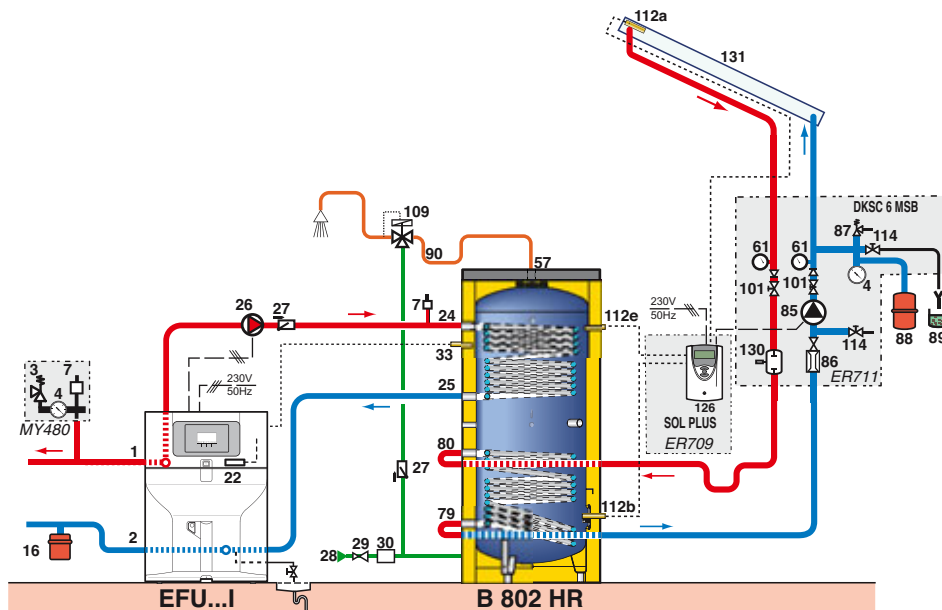 112a
131
DKSC 6 MSB
87
114
61
61
4
101
101
85
88
89
114
130
86
ER711
109
90
57
230V
50Hz
112e
126
SOL PLUS
ER709
26
27
7
24
33
25
80
79
112b
230V
50Hz
3
4
7
MY480
1
22
2
16
27
28
29
30
EFU...I
B 802 HR